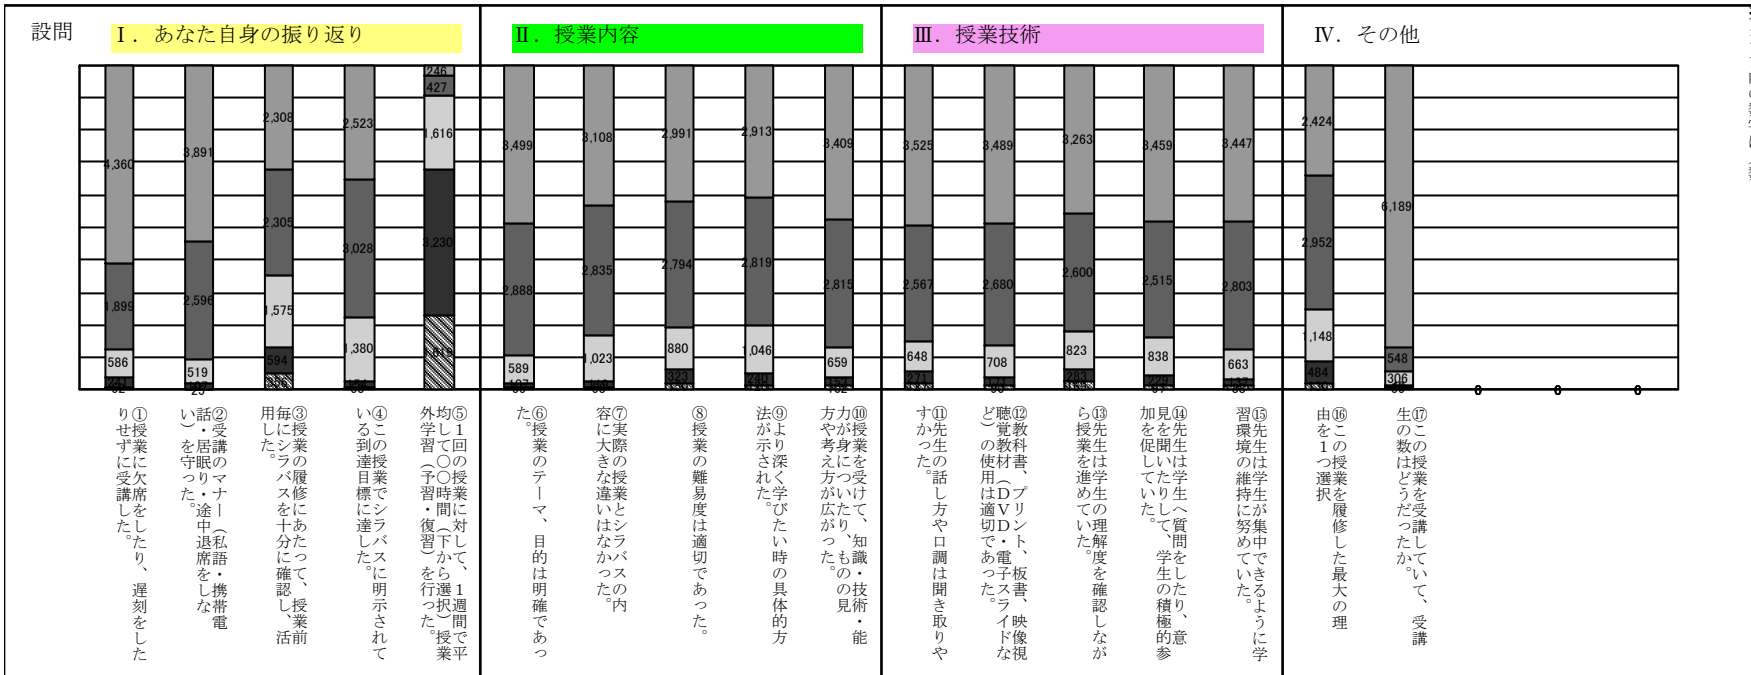 設問
Ⅰ．あなた自身の振り返り
Ⅱ．授業内容
Ⅲ．授業技術
Ⅳ．その他
4,360
1,899
586
241
3,891
2,596
519
2,308
2,305
1,575
594
356
2,523
3,028
1,380
246
427
1,616
3,230
3,499
2,888
589
3,108
2,835
1,023
2,991
2,794
880
323
2,913
2,819
1,046
240
3,409
2,815
659
3,525
2,567
648
271
3,489
2,680
708
171
3,263
2,600
823
283
3,459
2,515
838
229
3,447
2,803
663
2,424
2,952
1,148
484
6,189
548
306
0
0
0
①授業に欠席をしたり、遅刻をした
りせずに受講した。
②受講のマナー（私語・携帯電
話・居眠り・途中退席をしな
い）を守った。
③授業の履修にあたって、授業前
毎にシラバスを十分に確認し、活
用した。
④この授業でシラバスに明示されて
いる到達目標に達した。
⑤１回の授業に対して、１週間で平
均して○○時間（下から選択）授業
外学習（予習・復習）を行った。
⑥授業のテーマ、目的は明確であっ
た。
⑦実際の授業とシラバスの内
容に大きな違いはなかった。
⑧授業の難易度は適切であった。
⑨より深く学びたい時の具体的方
法が示された。
⑩授業を受けて、知識・技術・能
力が身についたり、ものの見
方や考え方が広がった。
⑪先生の話し方や口調は聞き取りや
すかった。
⑫教科書、プリント、板書、映像視
聴覚教材（ＤＶＤ・電子スライドな
ど）の使用は適切であった。
⑬先生は学生の理解度を確認しなが
ら授業を進めていた。
⑭先生は学生へ質問をしたり、意
見を聞いたりして、学生の積極的参
加を促していた。
⑮先生は学生が集中できるように学
習環境の維持に努めていた。
⑯この授業を履修した最大の理
由を１つ選択
⑰この授業を受講していて、受講
生の数はどうだったか。